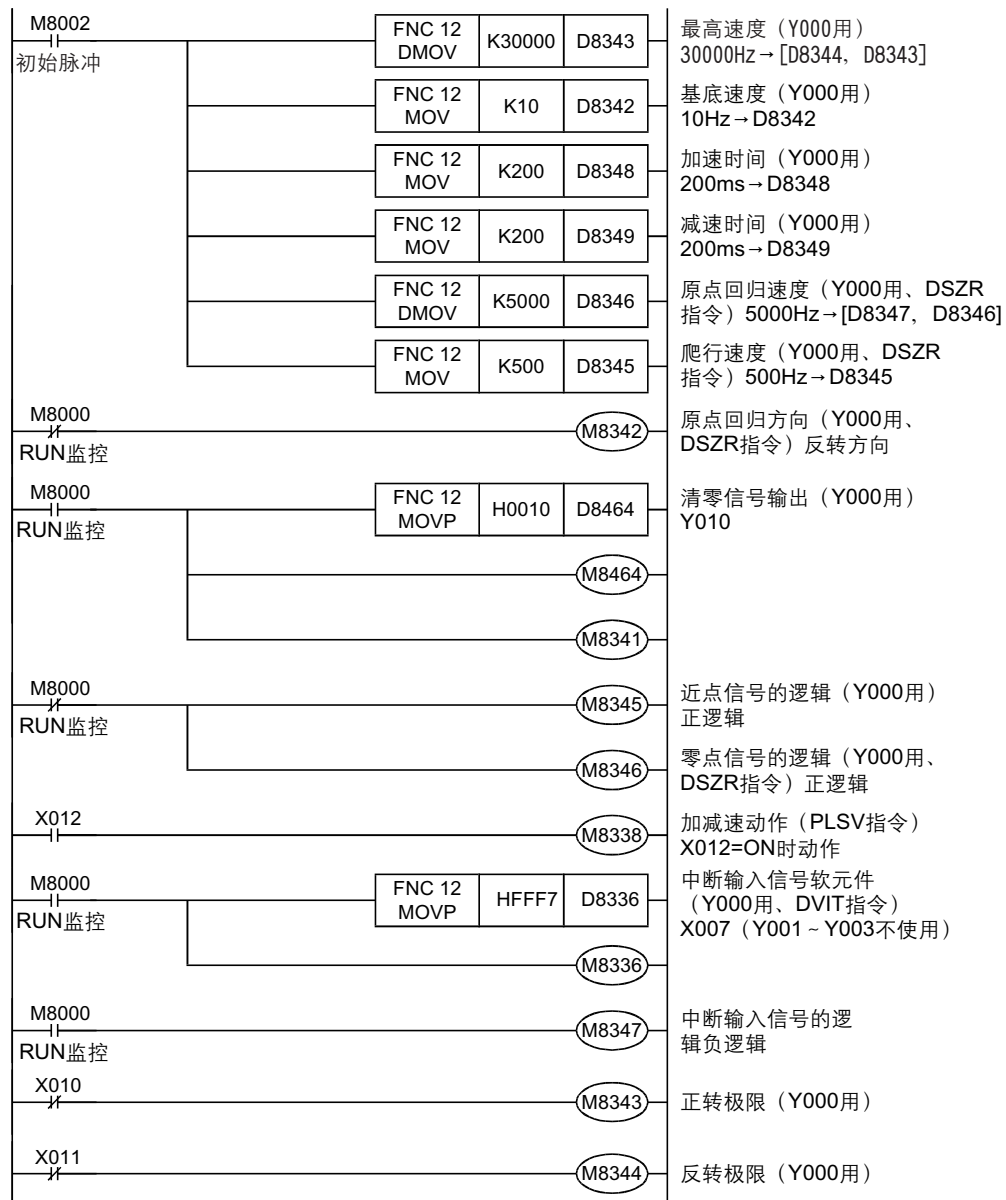 M8002
初始脉冲
FNC 12
DMOV
K30000
D8343
最高速度（Y000用）
30000Hz→[D8344，D8343]
FNC 12
MOV
K10
D8342
基底速度（Y000用）
10Hz→D8342
FNC 12
MOV
K200
D8348
加速时间（Y000用）
200ms→D8348
FNC 12
MOV
K200
D8349
减速时间（Y000用）
200ms→D8349
FNC 12
DMOV
K5000
D8346
原点回归速度（Y000用、DSZR
指令）5000Hz→[D8347，D8346]
FNC 12
MOV
K500
D8345
爬行速度（Y000用、DSZR
指令）500Hz→D8345
M8000
RUN监控
M8342
原点回归方向（Y000用、
DSZR指令）反转方向
M8000
RUN监控
FNC 12
MOVP
H0010
D8464
清零信号输出（Y000用）
Y010
M8464
M8341
M8000
RUN监控
M8345
近点信号的逻辑（Y000用）
正逻辑
M8346
零点信号的逻辑（Y000用、
DSZR指令）正逻辑
X012
M8338
加减速动作（PLSV指令）
X012=ON时动作
M8000
RUN监控
FNC 12
MOVP
HFFF7
D8336
中断输入信号软元件
（Y000用、DVIT指令）
X007（Y001～Y003不使用）
M8336
M8000
RUN监控
M8347
中断输入信号的逻
辑负逻辑
X010
M8343
正转极限（Y000用）
X011
M8344
反转极限（Y000用）